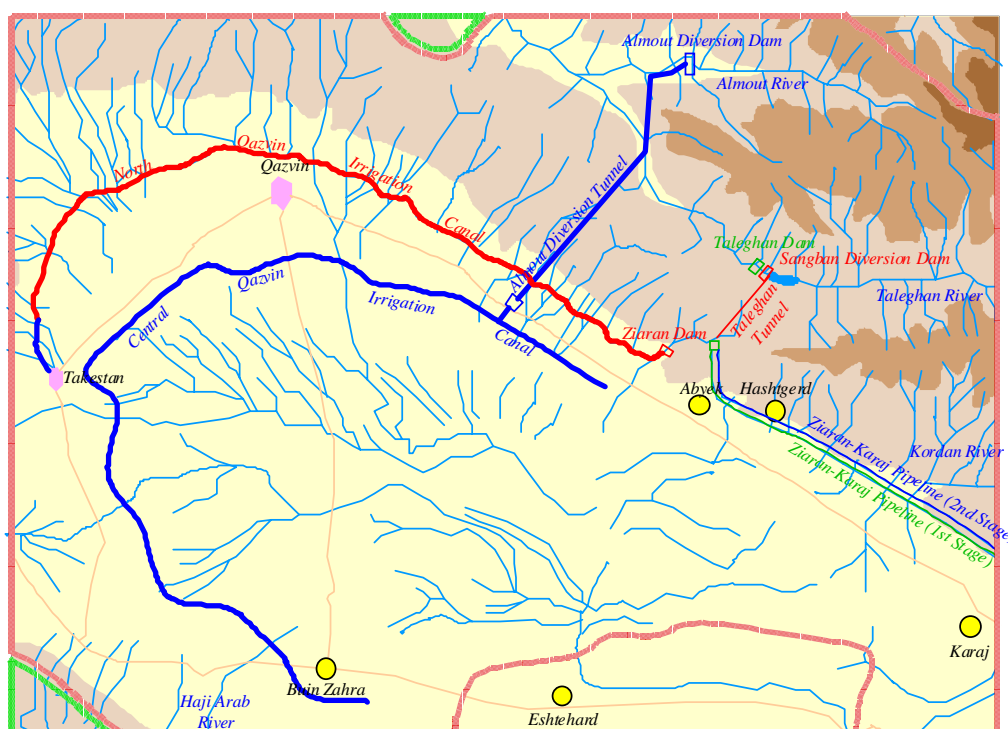 Almout Diversion Dam
Almout River
North
Qazvin
Irrigation
Canal
Qazvin
Almout Diversion Tunnel
Taleghan Dam
Sangban Diversion Dam
Taleghan River
Taleghan
Tunnel
Central
Qazvin
Irrigation
Canal
Ziaran Dam
Takestan
Abyek
Hashtgerd
Ziaran-Karaj Pipeline (2nd Stage
Ziaran-Karaj Pipeline (1st Stage)
Kordan River
Karaj
Buin Zahra
Haji Arab
River
Eshtehard